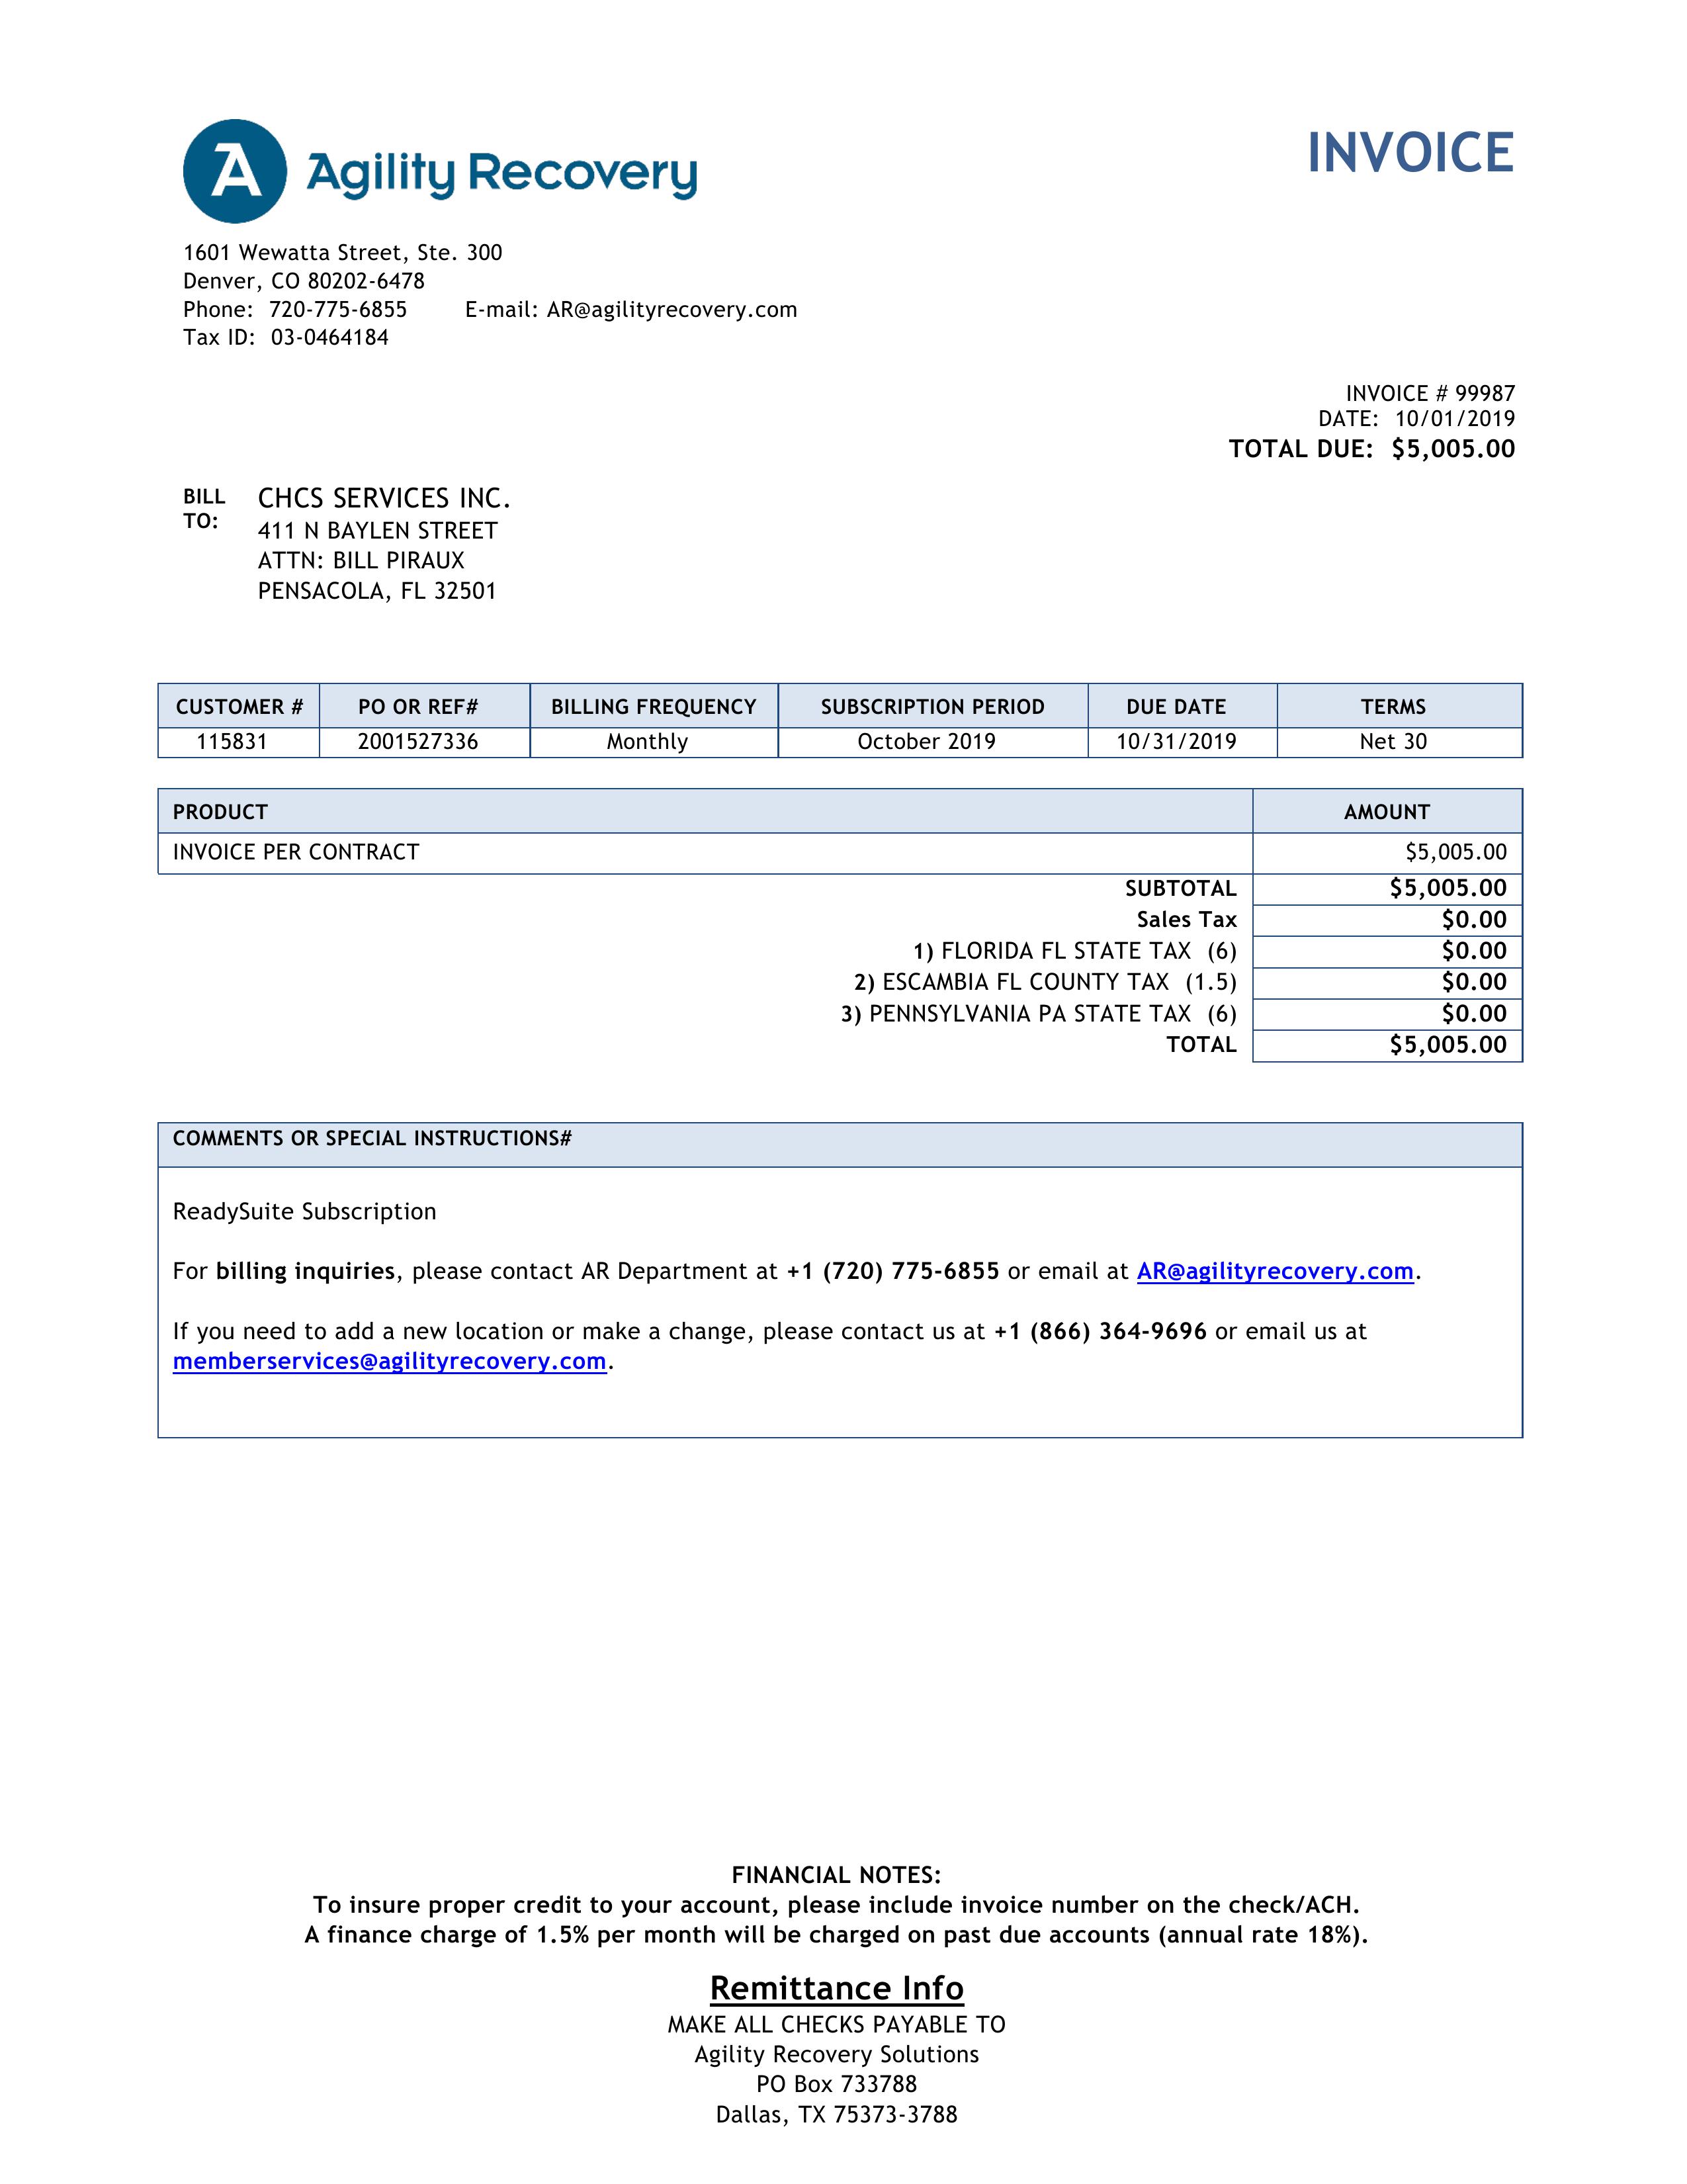 A Agility Recovery
INVOICE
1601 Wewatta Street, Ste. 300
Denver, CO 80202-6478
Phone: 720-775-6855 E-mail: AR@agilityrecovery.com
Tax ID: 03-0464184
INVOICE # 99987
DATE: 10/01/2019
TOTAL DUE: $5,005.00
BILL TO:
CHCS SERVICES INC.
411 N BAYLEN STREET
ATTN: BILL PIRAUX
PENSACOLA, FL 32501
CUSTOMER # PO OR REF# BILLING FREQUENCY SUBSCRIPTION PERIOD DUE DATE TERMS
115831 2001527336 Monthly October 2019 10/31/2019 Net 30
PRODUCT AMOUNT
INVOICE PER CONTRACT $5,005.00
SUBTOTAL $5,005.00
Sales Tax $0.00
1) FLORIDA FL STATE TAX (6) $0.00
2) ESCAMBIA FL COUNTY TAX (1.5) $0.00
3) PENNSYLVANIA PA STATE TAX (6) $0.00
TOTAL $5,005.00
COMMENTS OR SPECIAL INSTRUCTIONS#
ReadySuite Subscription
For billing inquiries, please contact AR Department at +1 (720) 775-6855 or email at AR@agilityrecovery.com.
If you need to add a new location or make a change, please contact us at +1 (866) 364-9696 or email us at
memberservices@agilityrecovery.com.
FINANCIAL NOTES:
To insure proper credit to your account, please include invoice number on the check/ACH.
A finance charge of 1.5% per month will be charged on past due accounts (annual rate 18%).
Remittance Info
MAKE ALL CHECKS PAYABLE TO
Agility Recovery Solutions
PO Box 733788
Dallas, TX 75373-3788